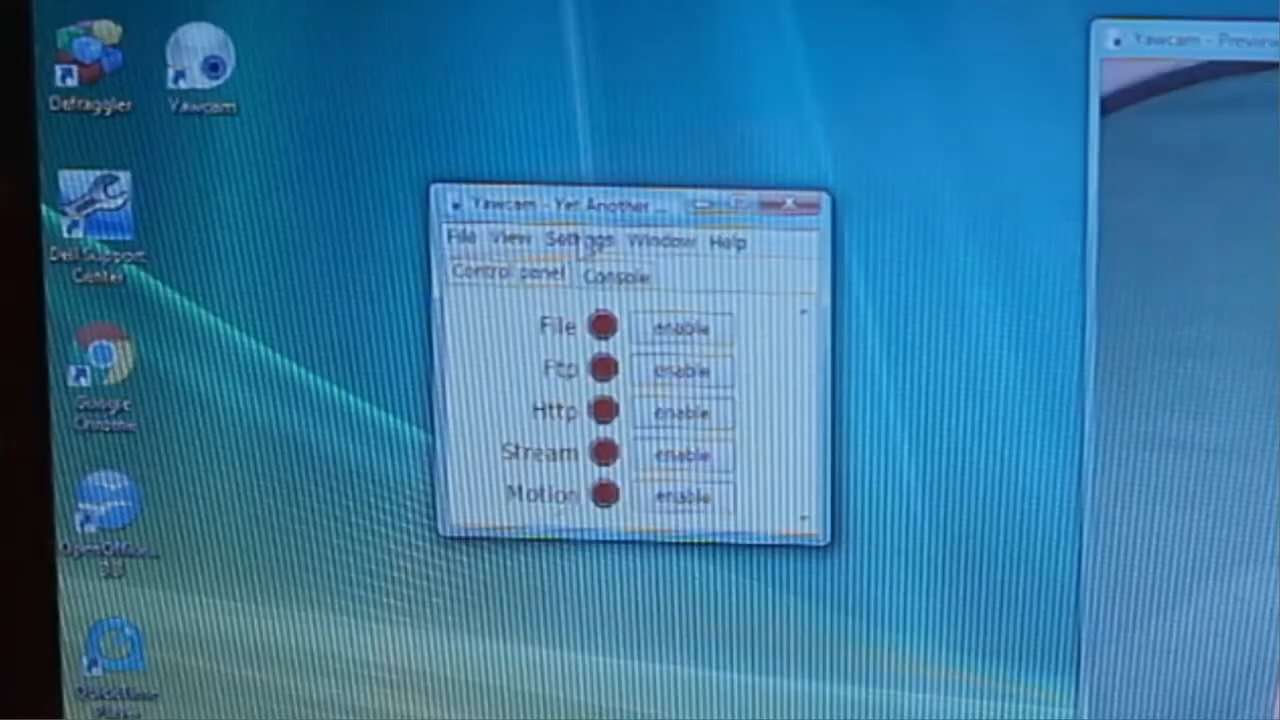 Defraggler
Yawcam
Dell Support
Center
Google
Chrome
OpenOffice...
QuickTime
Yawcam - Yet Another ...
File View Settings Window Help
Control panel Console
File enable
Ftp enable
Http enable
Stream enable
Motion enable
Yawcam - Preview